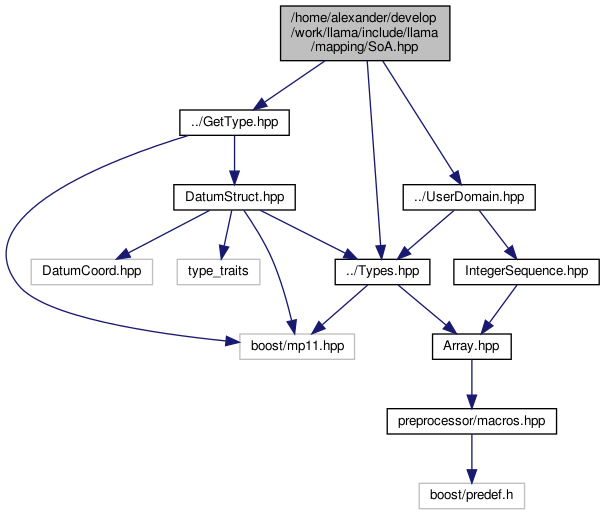 /home/alexander/develop
/work/llama/include/llama
/mapping/SoA.hpp
../GetType.hpp
DatumStruct.hpp
../UserDomain.hpp
DatumCoord.hpp
type_traits
../Types.hpp
IntegerSequence.hpp
boost/mp11.hpp
Array.hpp
preprocessor/macros.hpp
boost/predef.h